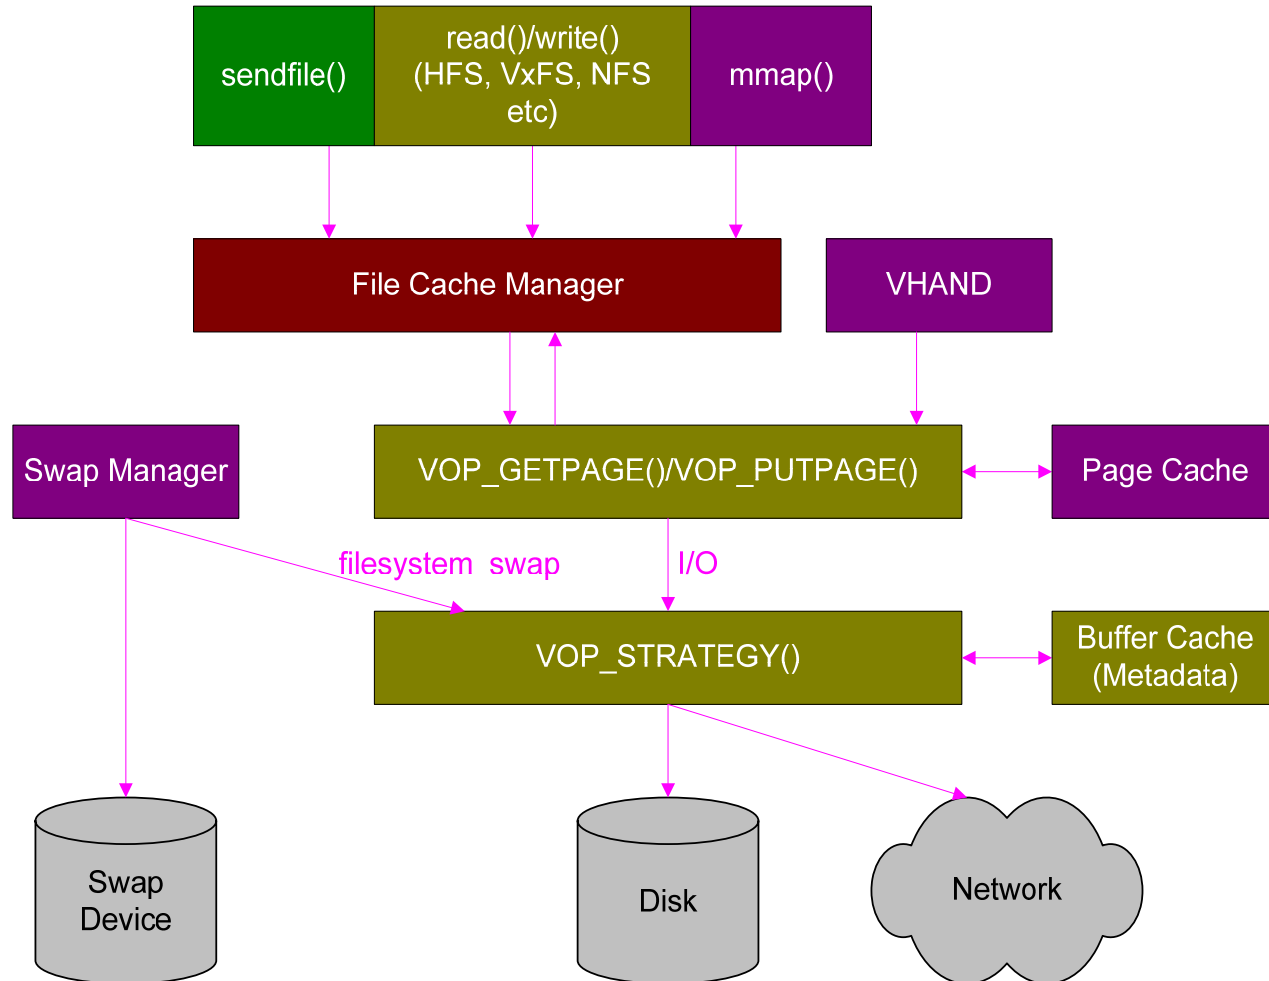 sendfile()
read()/write()
(HFS, VxFS, NFS
etc)
mmap()
File Cache Manager
VHAND
Swap Manager
VOP_GETPAGE()/VOP_PUTPAGE()
Page Cache
filesystem swap
I/O
VOP_STRATEGY()
Buffer Cache
(Metadata)
Swap
Device
Disk
Network